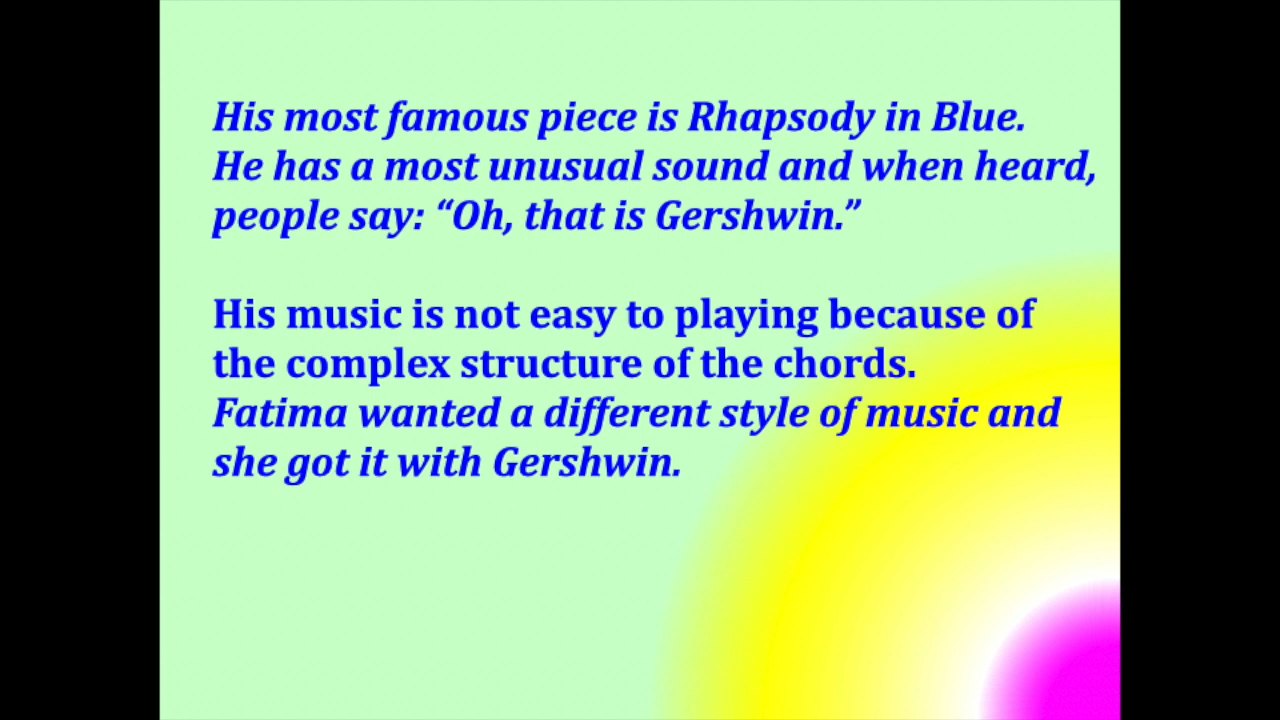 His most famous piece is Rhapsody in Blue.
He has a most unusual sound and when heard,
people say: “Oh, that is Gershwin.”
His music is not easy to playing because of
the complex structure of the chords.
Fatima wanted a different style of music and
she got it with Gershwin.